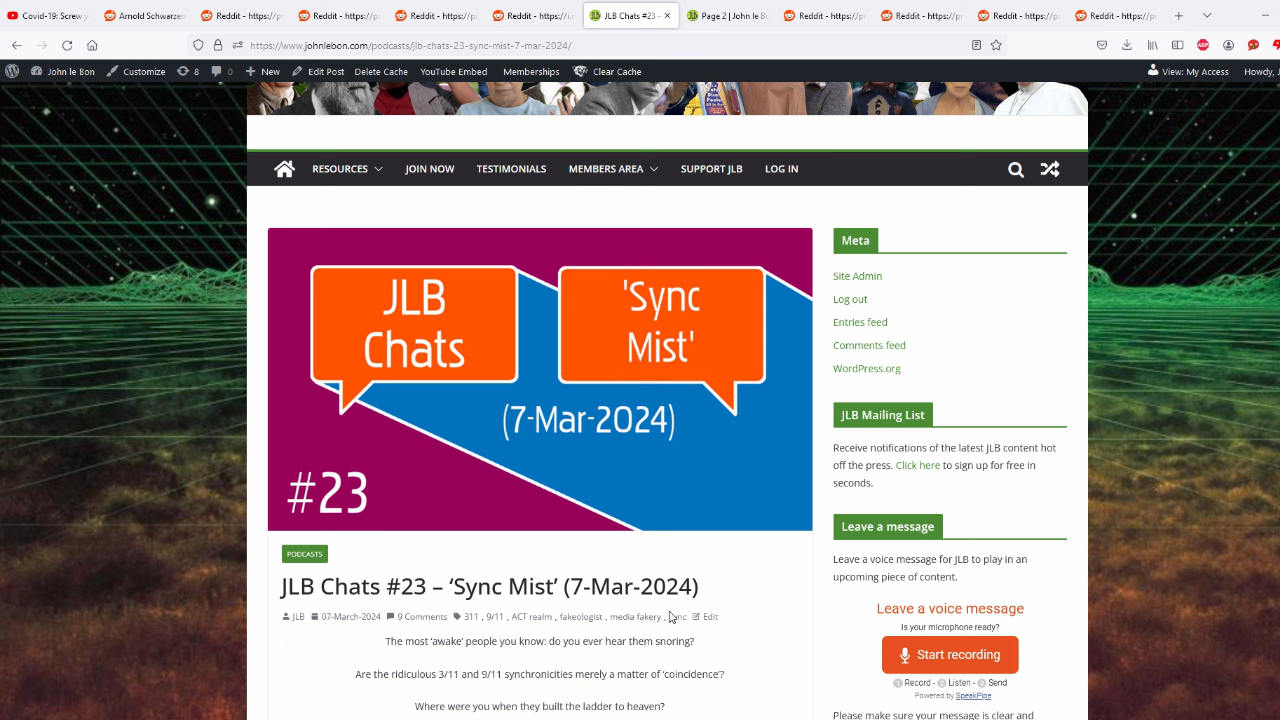 Covid-19: Screw y
Arnold Schwarzen
Reddit - https://p
Reddit - https://p
Reddit - https://p
Reddit - https://i.
JLB Chats #23 –
Page 2 | John le Bo
Reddit - https://p
Reddit - https://p
Reddit - https://p
Reddit - https://p
https://www.johnlebon.com/podcasts/jlb-chats-23-sync-mist-7-mar-2024/
ABP
John le Bon Customize 8 0 New Edit Post Delete Cache YouTube Embed Memberships Clear Cache View: My Access Howdy, J
RESOURCES JOIN NOW TESTIMONIALS MEMBERS AREA SUPPORT JLB LOG IN
JLB
Chats
'Sync
Mist'
(7-Mar-2024)
#23
PODCASTS
JLB Chats #23 – ‘Sync Mist’ (7-Mar-2024)
JLB 07-March-2024 9 Comments 311 , 9/11 , ACT realm , fakeologist , media fakery , Edit
The most ‘awake’ people you know: do you ever hear them snoring?
Are the ridiculous 3/11 and 9/11 synchronicities merely a matter of ‘coincidence’?
Where were you when they built the ladder to heaven?
Meta
Site Admin
Log out
Entries feed
Comments feed
WordPress.org
JLB Mailing List
Receive notifications of the latest JLB content hot
off the press. Click here to sign up for free in
seconds.
Leave a message
Leave a voice message for JLB to play in an
upcoming piece of content.
Leave a voice message
Is your microphone ready?
Start recording
1 Record - 2 Listen - 3 Send
Powered by SpeakPipe
Please make sure your message is clear and